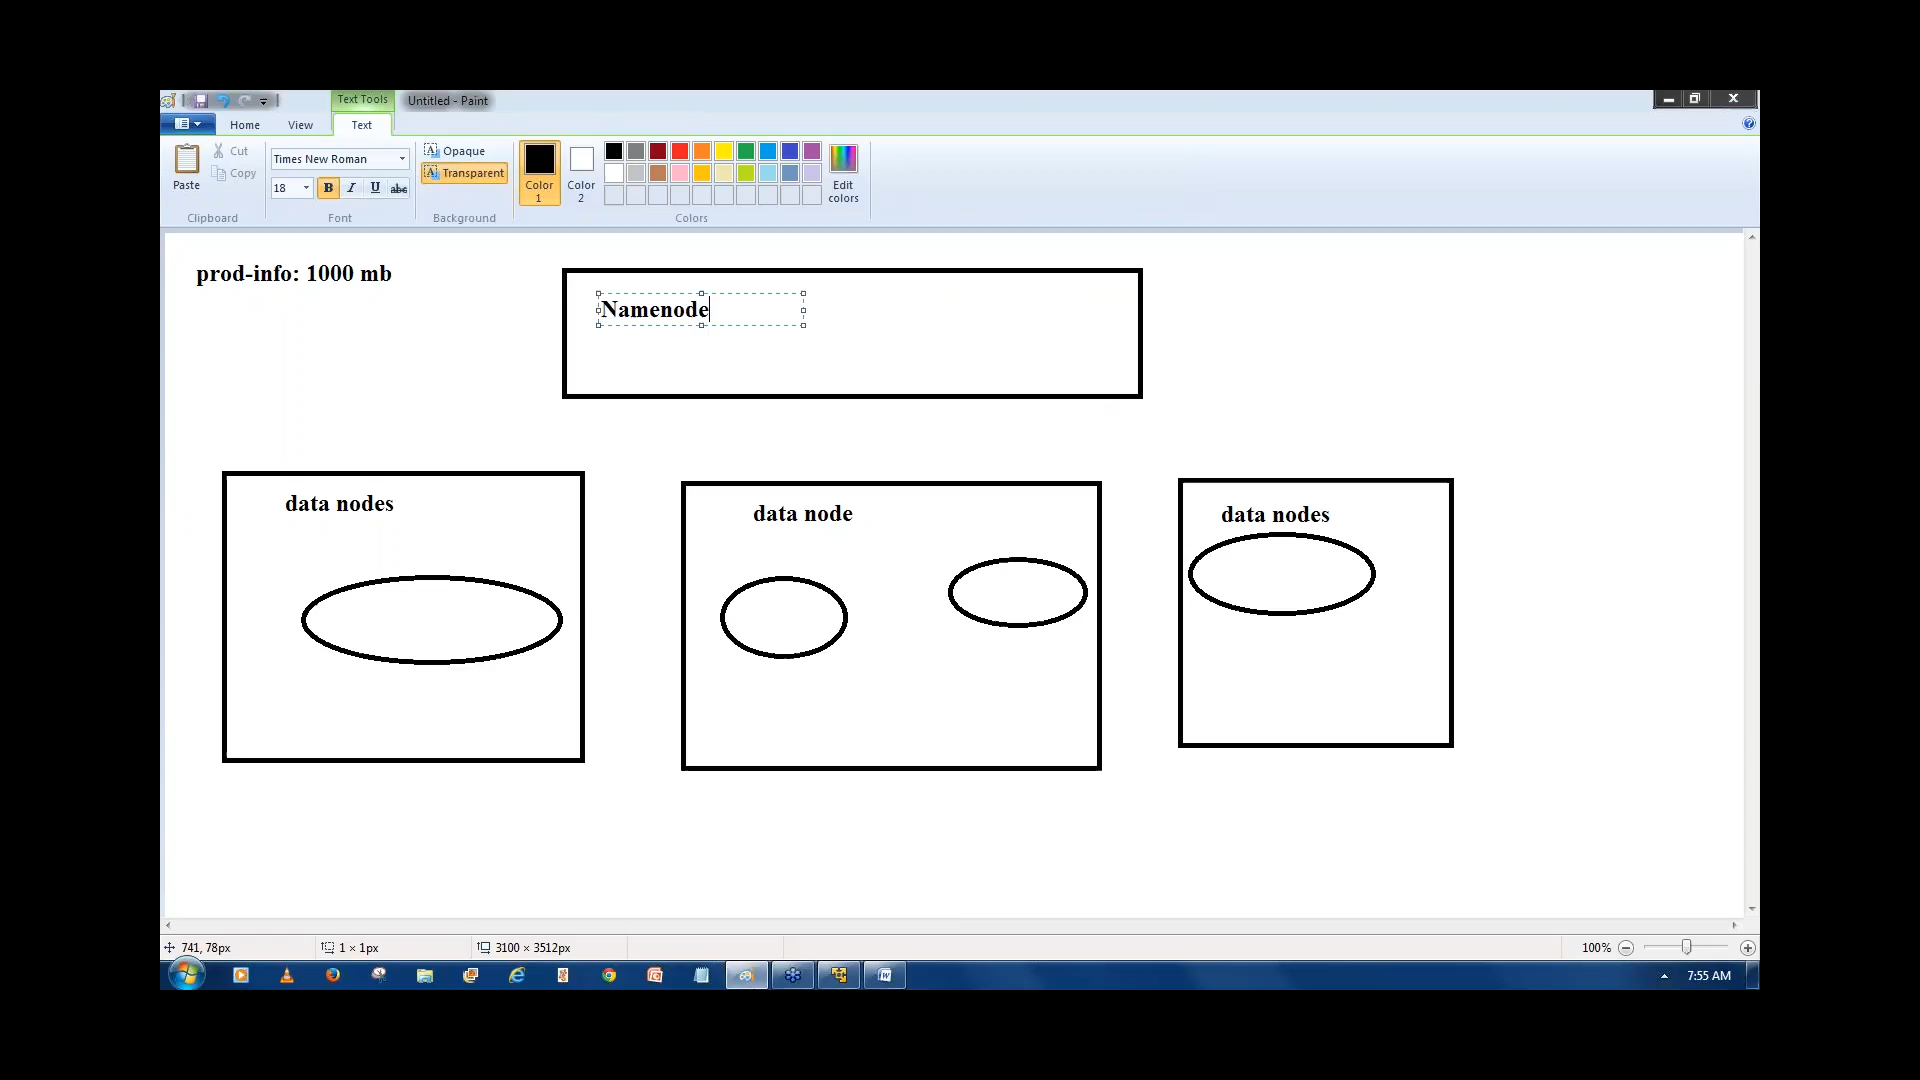 Text Tools
Untitled - Paint
Home
View
Text
Paste
Cut
Copy
Clipboard
Times New Roman
18
B I U abc
Font
Opaque
Transparent
Background
Color 1
Color 2
Colors
Edit colors
prod-info: 1000 mb
Namenode
data nodes
data node
data nodes
741, 78px
1 × 1px
3100 × 3512px
100%
7:55 AM